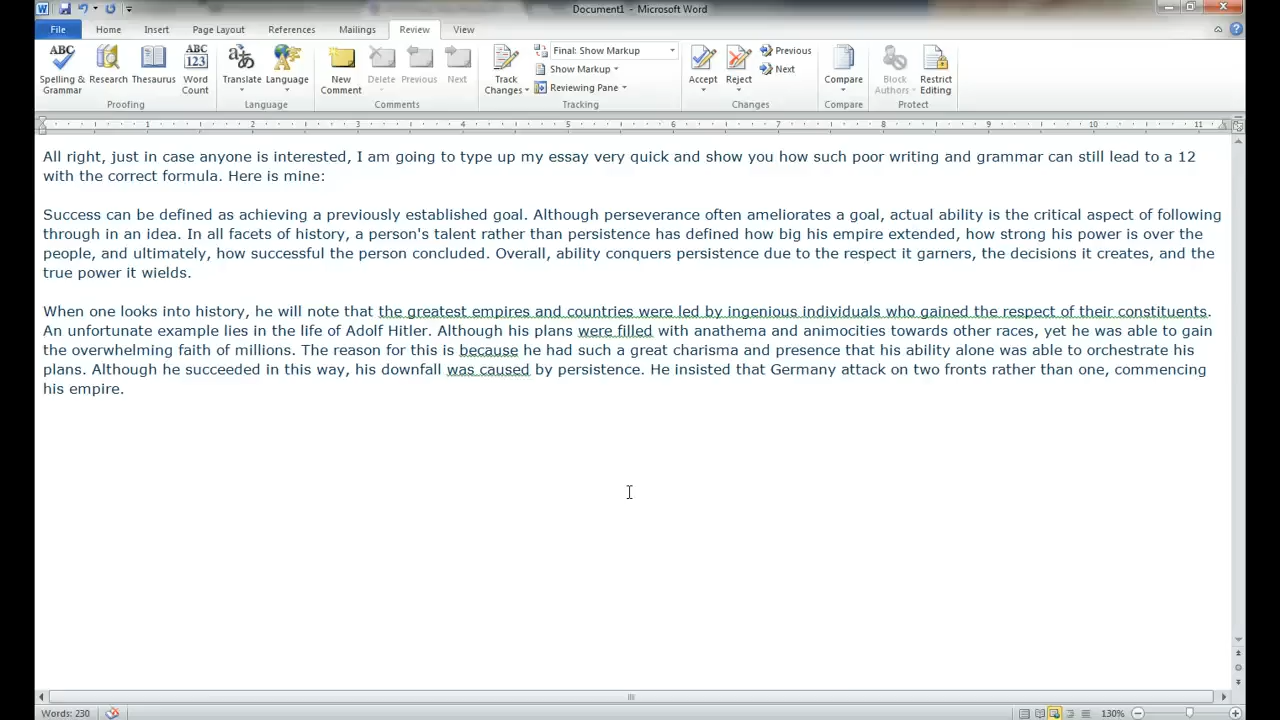 Document1 - Microsoft Word
File Home Insert Page Layout References Mailings Review View
Spelling & Grammar
Research
Thesaurus
Word Count
Proofing
Translate
Language
Language
New Comment
Delete
Previous
Next
Comments
Track Changes
Final: Show Markup
Show Markup
Reviewing Pane
Tracking
Accept
Reject
Previous
Next
Changes
Compare
Compare
Block Authors
Restrict Editing
Protect
1 2 3 4 5 6 7 8 9 10 11
All right, just in case anyone is interested, I am going to type up my essay very quick and show you how such poor writing and grammar can still lead to a 12
with the correct formula. Here is mine:
Success can be defined as achieving a previously established goal. Although perseverance often ameliorates a goal, actual ability is the critical aspect of following
through in an idea. In all facets of history, a person's talent rather than persistence has defined how big his empire extended, how strong his power is over the
people, and ultimately, how successful the person concluded. Overall, ability conquers persistence due to the respect it garners, the decisions it creates, and the
true power it wields.
When one looks into history, he will note that the greatest empires and countries were led by ingenious individuals who gained the respect of their constituents.
An unfortunate example lies in the life of Adolf Hitler. Although his plans were filled with anathema and animocities towards other races, yet he was able to gain
the overwhelming faith of millions. The reason for this is because he had such a great charisma and presence that his ability alone was able to orchestrate his
plans. Although he succeeded in this way, his downfall was caused by persistence. He insisted that Germany attack on two fronts rather than one, commencing
his empire.
Words: 230
130%